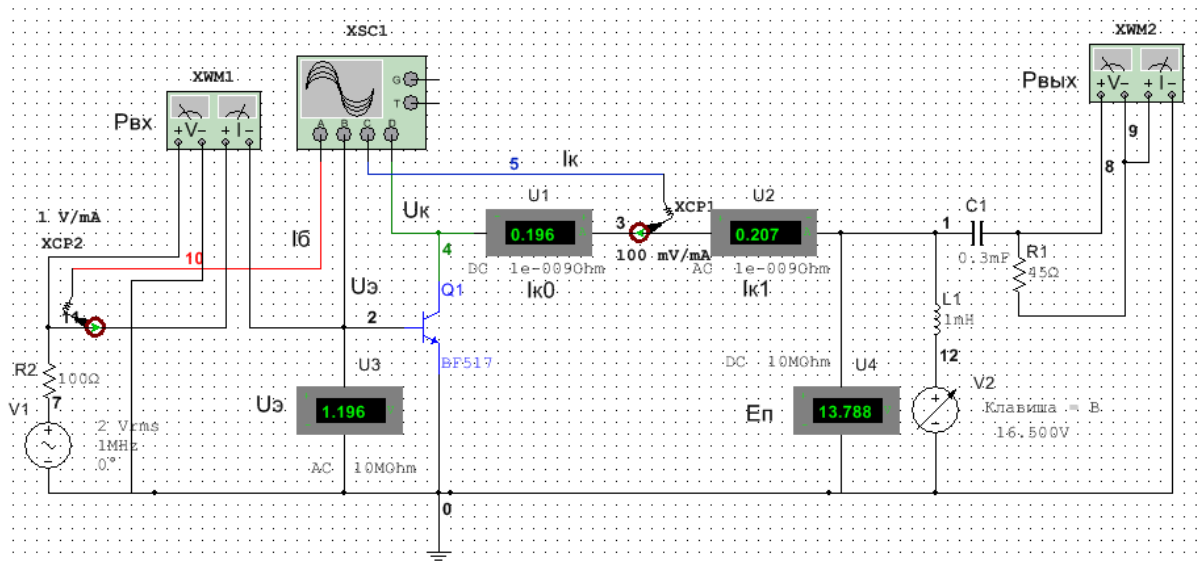 XSC1
XWM2
XWM1
G
T
A B C D
Pвх
+V- +I-
Pвых
+V- +I-
9
8
5
Iк
1 V/mA
XCP2
10
Iб
Uк
U1
0.196
DC 1e-009Ohm
Iк0
3
XCP1
100 mV/mA
U2
0.207
AC 1e-009Ohm
Iк1
1
C1
0.3mF
R1
45Ω
4
Uэ
2
Q1
BF517
L1
1mH
12
R2
100Ω
7
V1
2 Vrms
1MHz
0°
U3
Uэ
1.196
AC 10MOhm
DC 10MOhm
U4
Eп
13.788
V2
Клавиша = B
16.500V
0